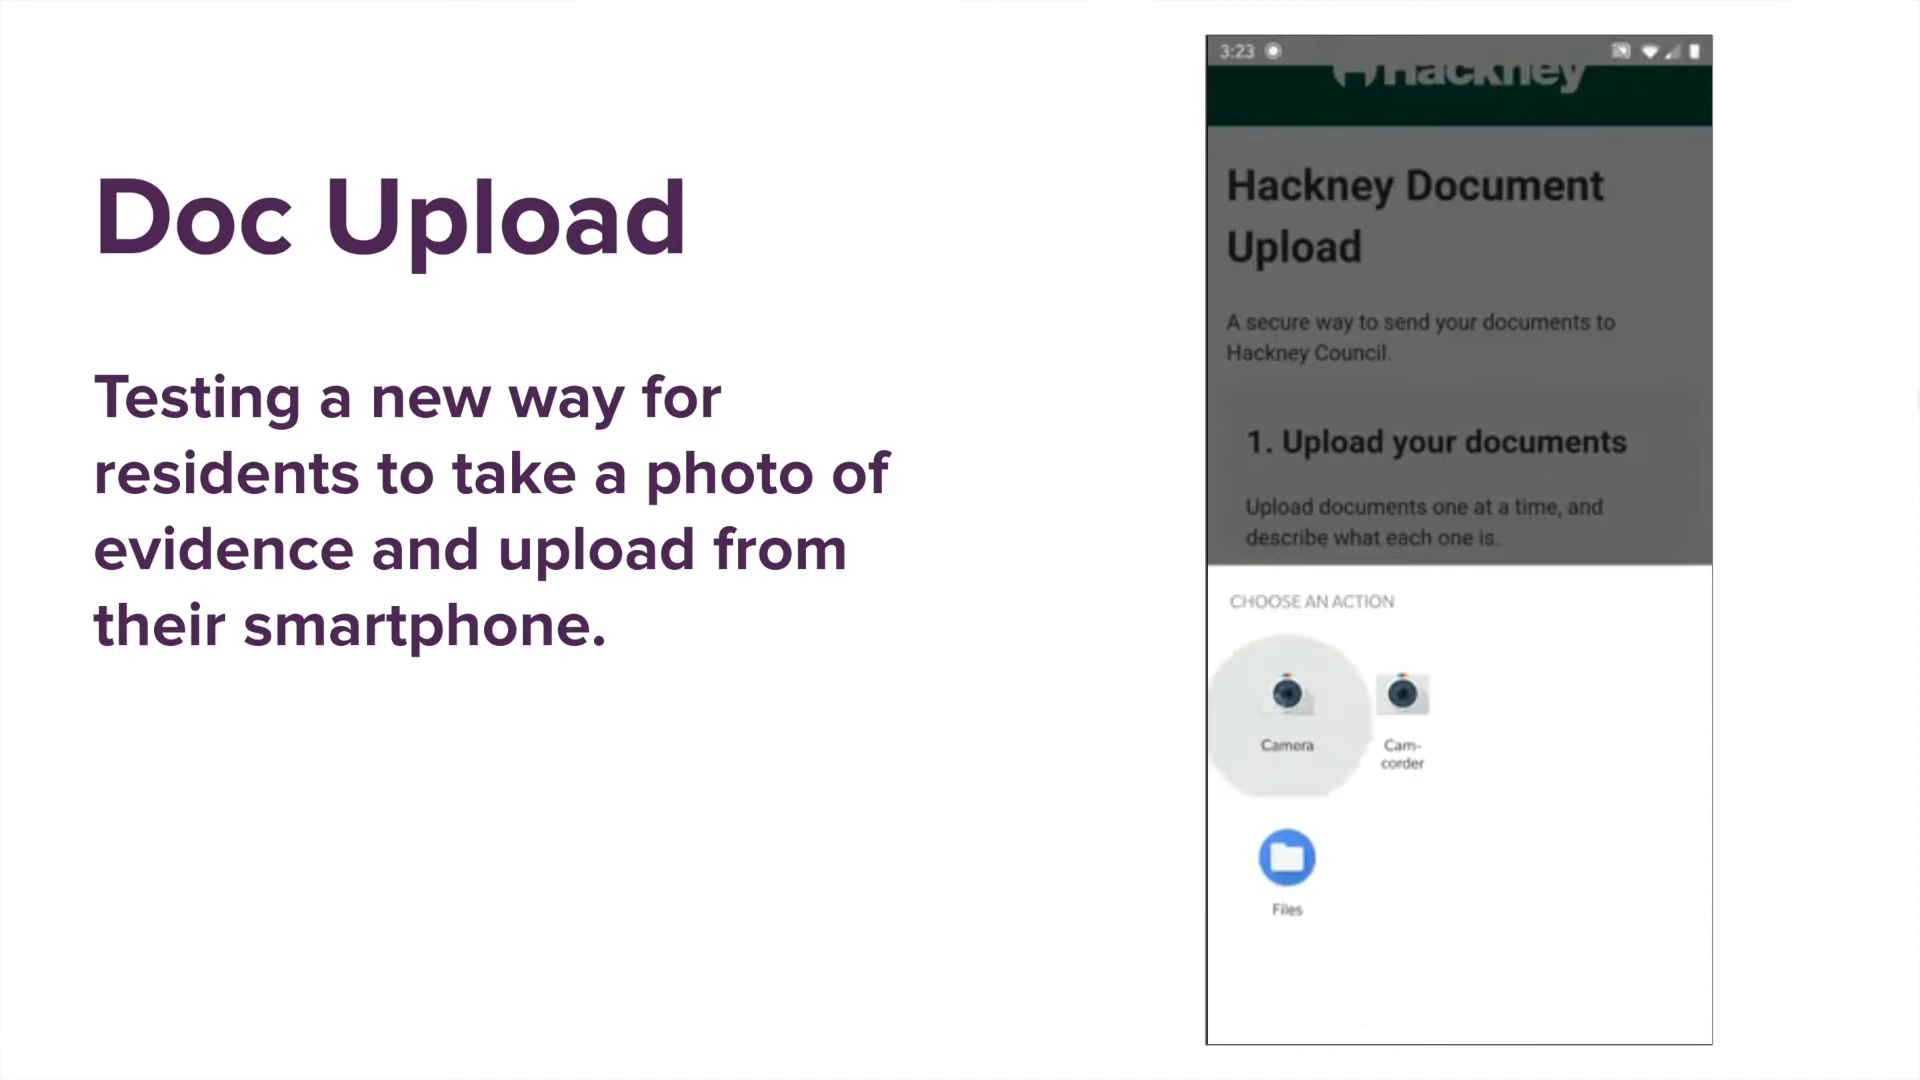 Doc Upload
Testing a new way for
residents to take a photo of
evidence and upload from
their smartphone.
3:23
Hackney
Hackney Document
Upload
A secure way to send your documents to
Hackney Council.
1. Upload your documents
Upload documents one at a time, and
describe what each one is.
CHOOSE AN ACTION
Camera
Cam-
corder
Files